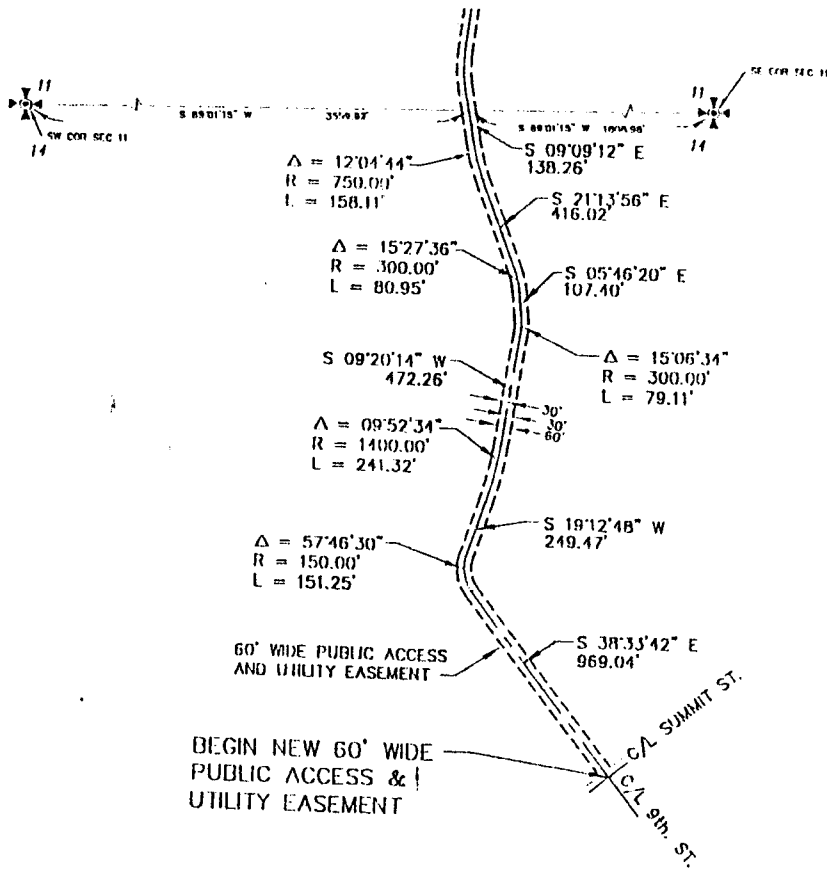 11
11
SE COR SEC 11
SW COR SEC 11
14
14
S 89°01'15" W
S 89°01'15" W
S 09°09'12" E
138.26'
Δ = 12°04'44"
R = 750.00'
L = 158.11'
S 21°13'56" E
416.02'
Δ = 15°27'36"
R = 300.00'
L = 80.95'
S 05°46'20" E
107.40'
S 09°20'14" W
472.26'
Δ = 15°06'34"
R = 300.00'
L = 79.11'
30'
30'
60'
Δ = 09°52'34"
R = 1400.00'
L = 241.32'
S 19°12'48" W
249.47'
Δ = 57°46'30"
R = 150.00'
L = 151.25'
60' WIDE PUBLIC ACCESS
AND UTILITY EASEMENT
S 38°33'42" E
969.04'
C/L SUMMIT ST.
BEGIN NEW 60' WIDE
PUBLIC ACCESS &
UTILITY EASEMENT
C/L 9th. ST.